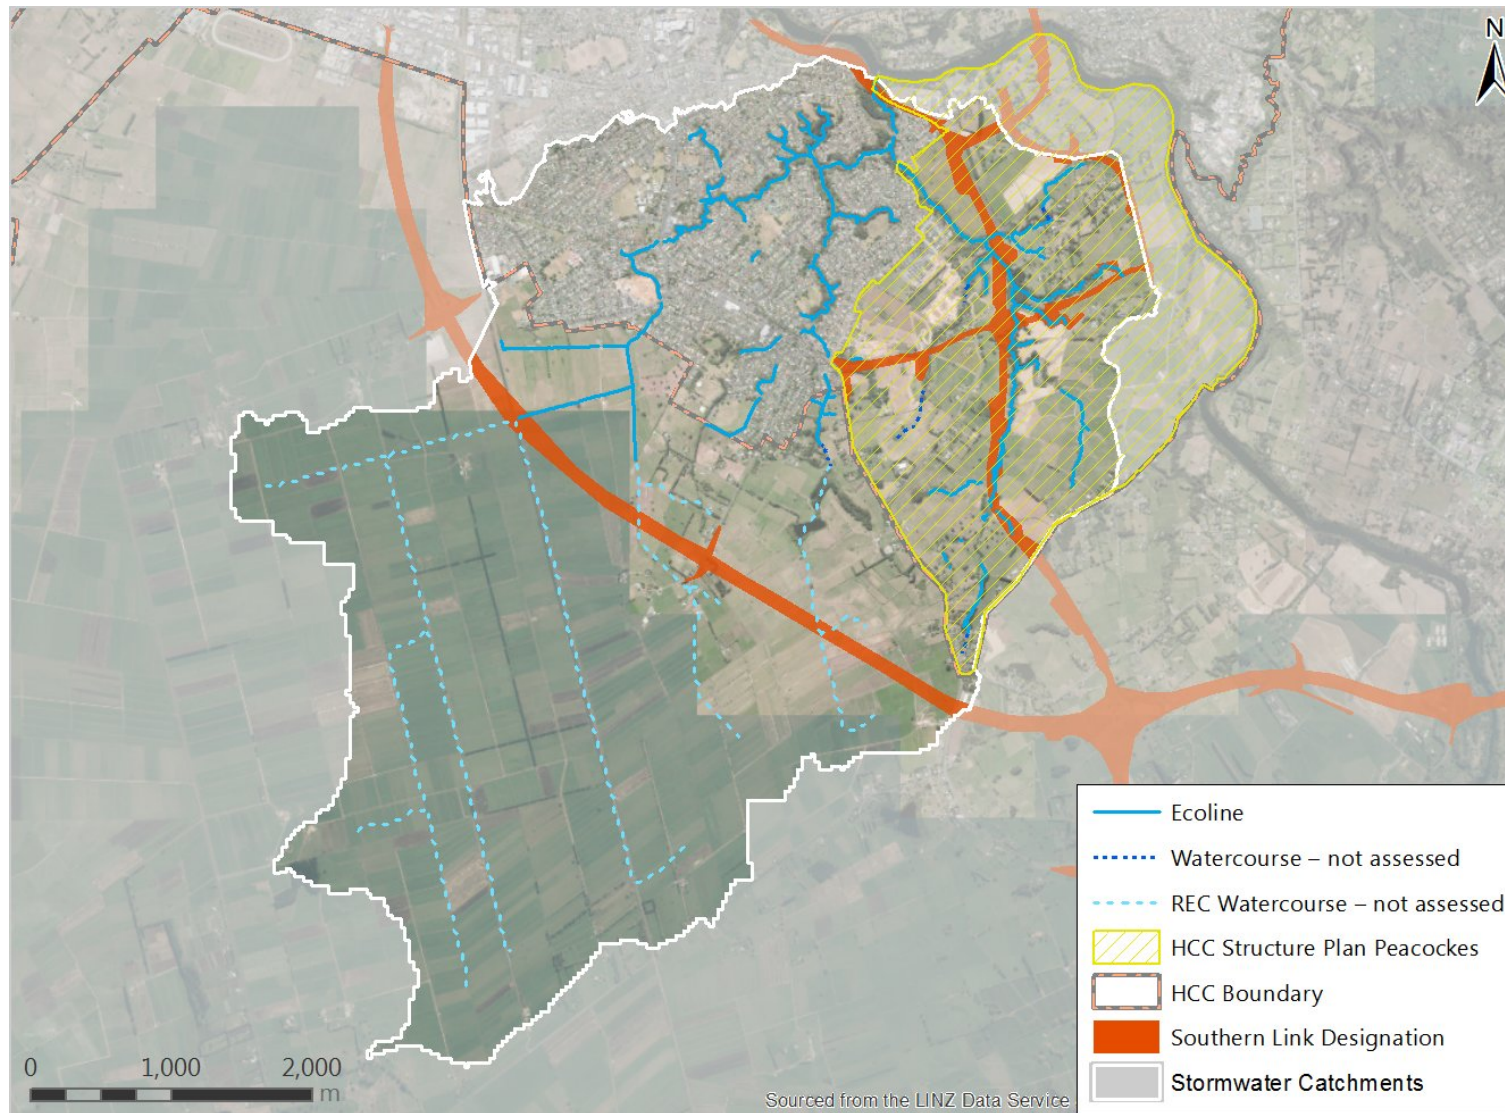 N
Ecoline
Watercourse – not assessed
REC Watercourse – not assessed
HCC Structure Plan Peacockes
HCC Boundary
Southern Link Designation
Stormwater Catchments
0 1,000 2,000
m
Sourced from the LINZ Data Service